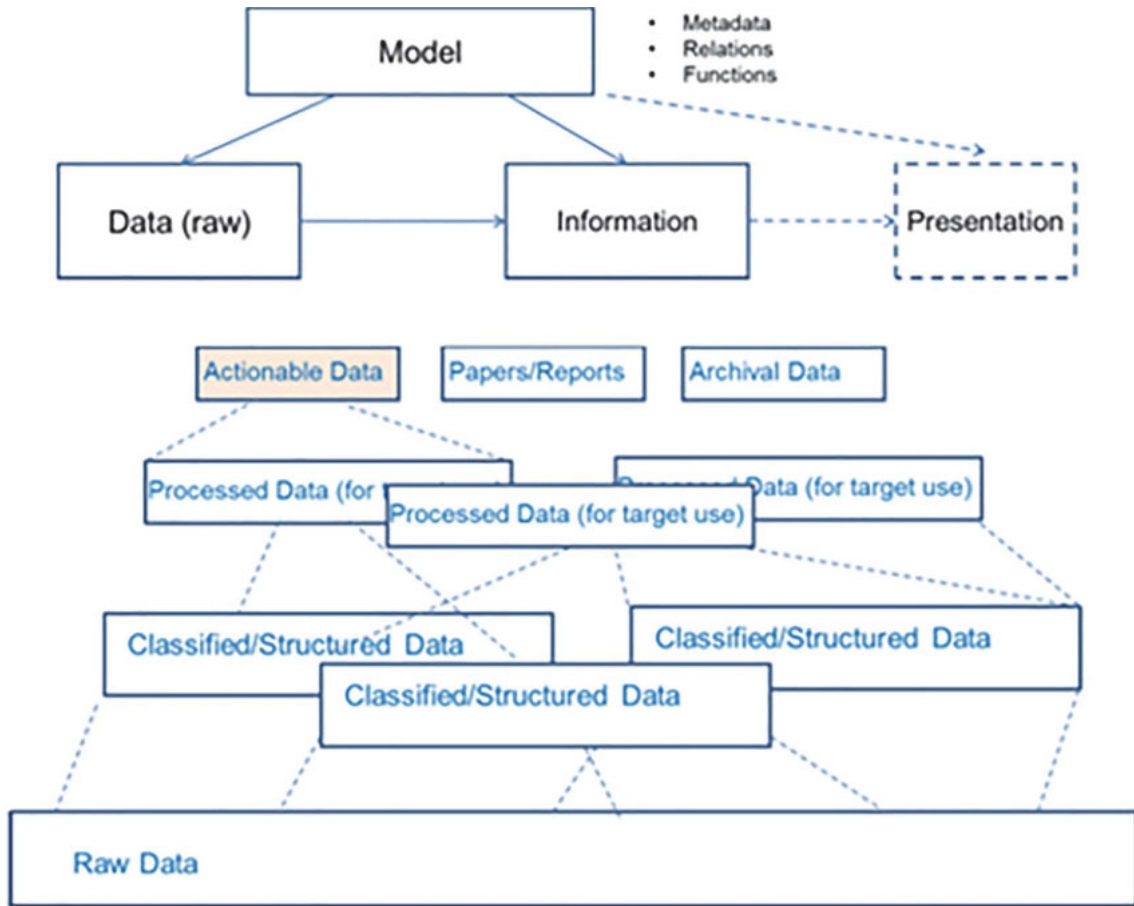 Model
• Metadata
• Relations
• Functions
Data (raw)
Information
Presentation
Actionable Data
Papers/Reports
Archival Data
Processed Data (for
Data (for target use)
Processed Data (for target use)
Classified/Structured Data
Classified/Structured Data
Classified/Structured Data
Raw Data